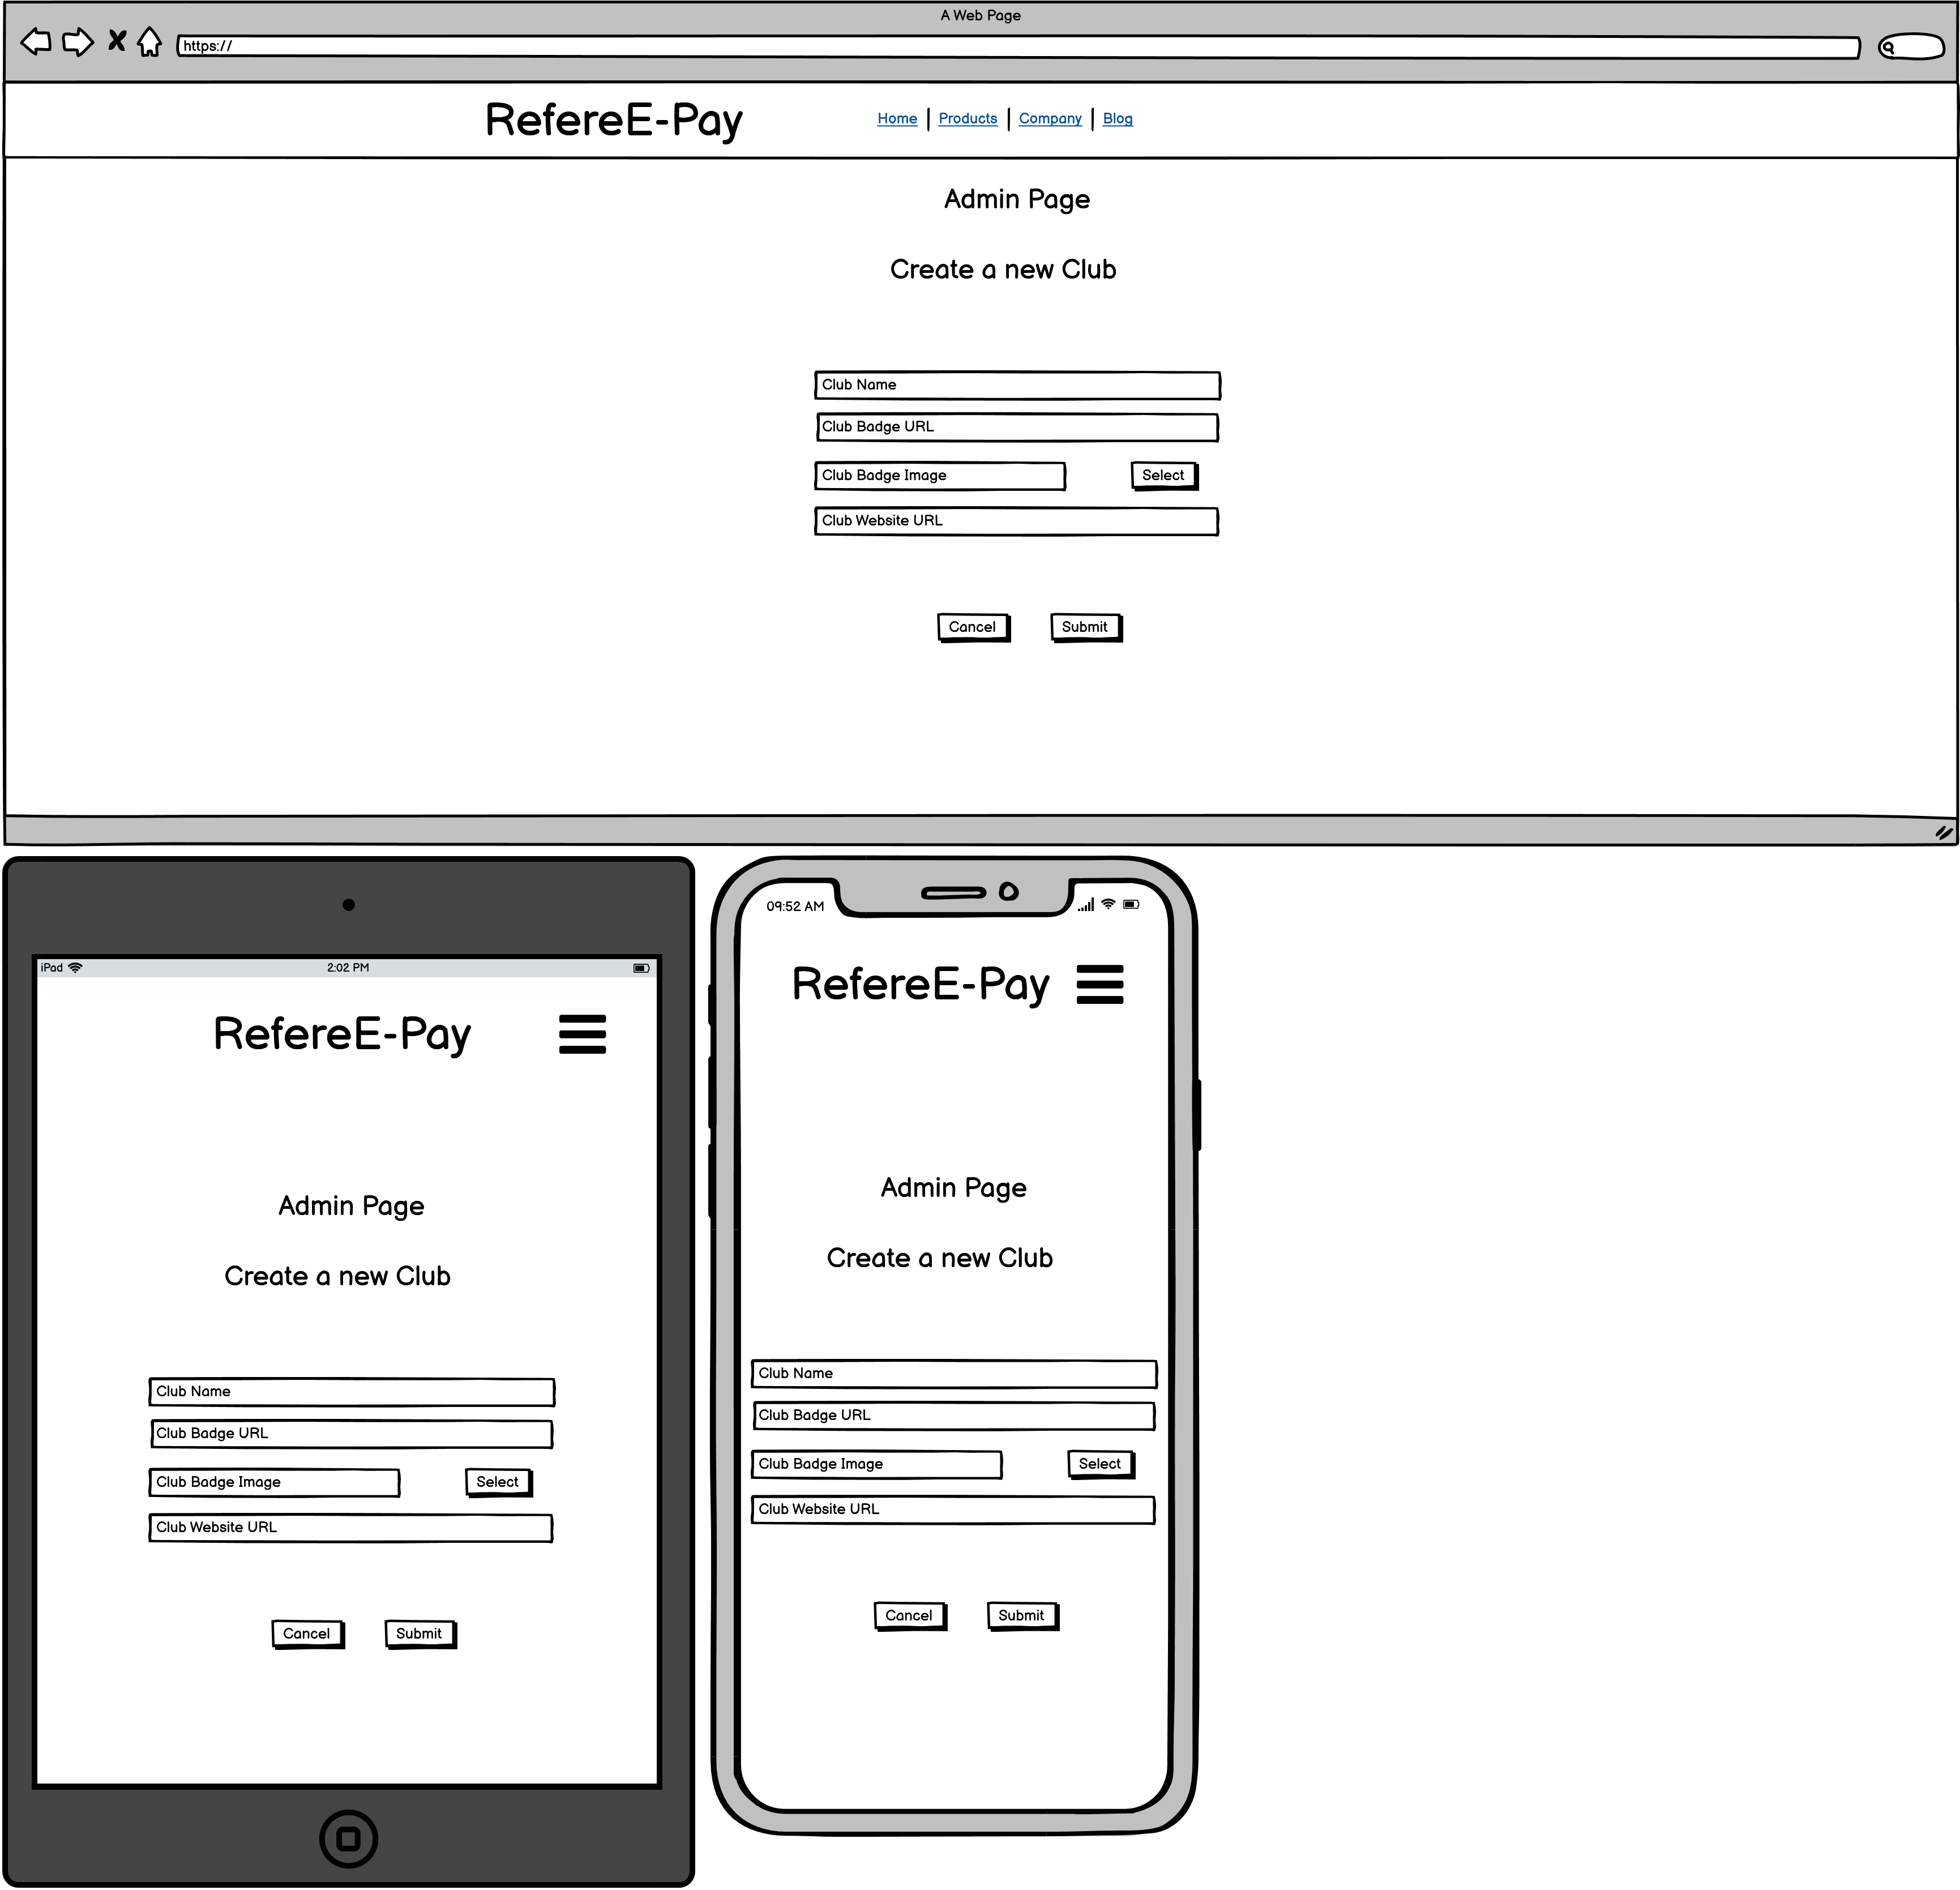 A Web Page
https://
RefereE-Pay
Home | Products | Company | Blog
Admin Page
Create a new Club
Club Name
Club Badge URL
Club Badge Image
Select
Club Website URL
Cancel
Submit
iPad
2:02 PM
RefereE-Pay
Admin Page
Create a new Club
Club Name
Club Badge URL
Club Badge Image
Select
Club Website URL
Cancel
Submit
09:52 AM
RefereE-Pay
Admin Page
Create a new Club
Club Name
Club Badge URL
Club Badge Image
Select
Club Website URL
Cancel
Submit